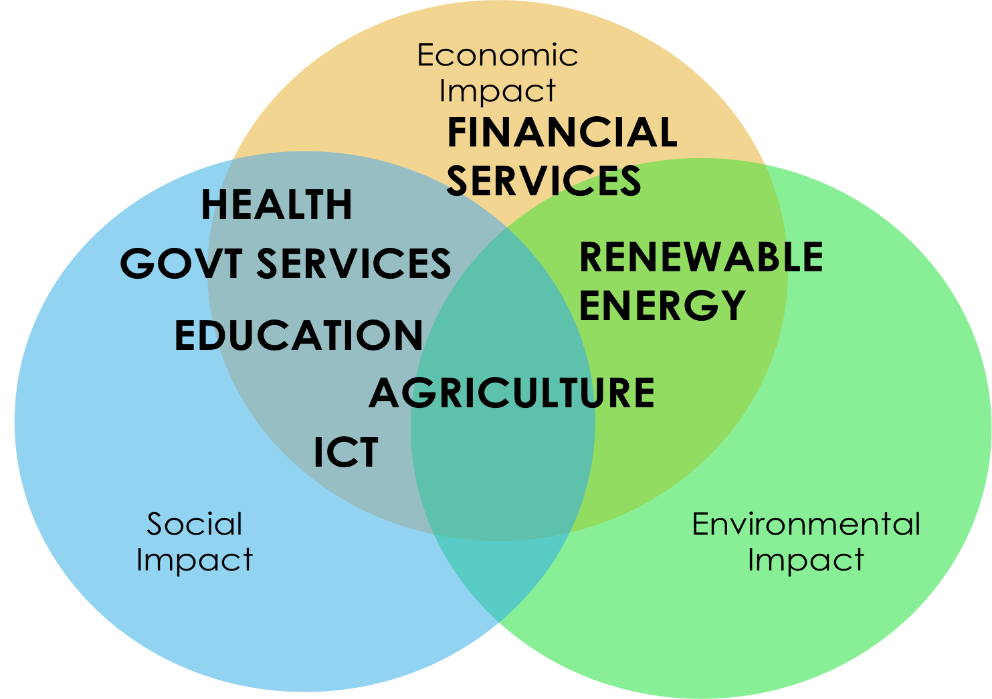 Economic
Impact
FINANCIAL
SERVICES
HEALTH
GOVT SERVICES
RENEWABLE
ENERGY
EDUCATION
AGRICULTURE
ICT
Social
Impact
Environmental
Impact